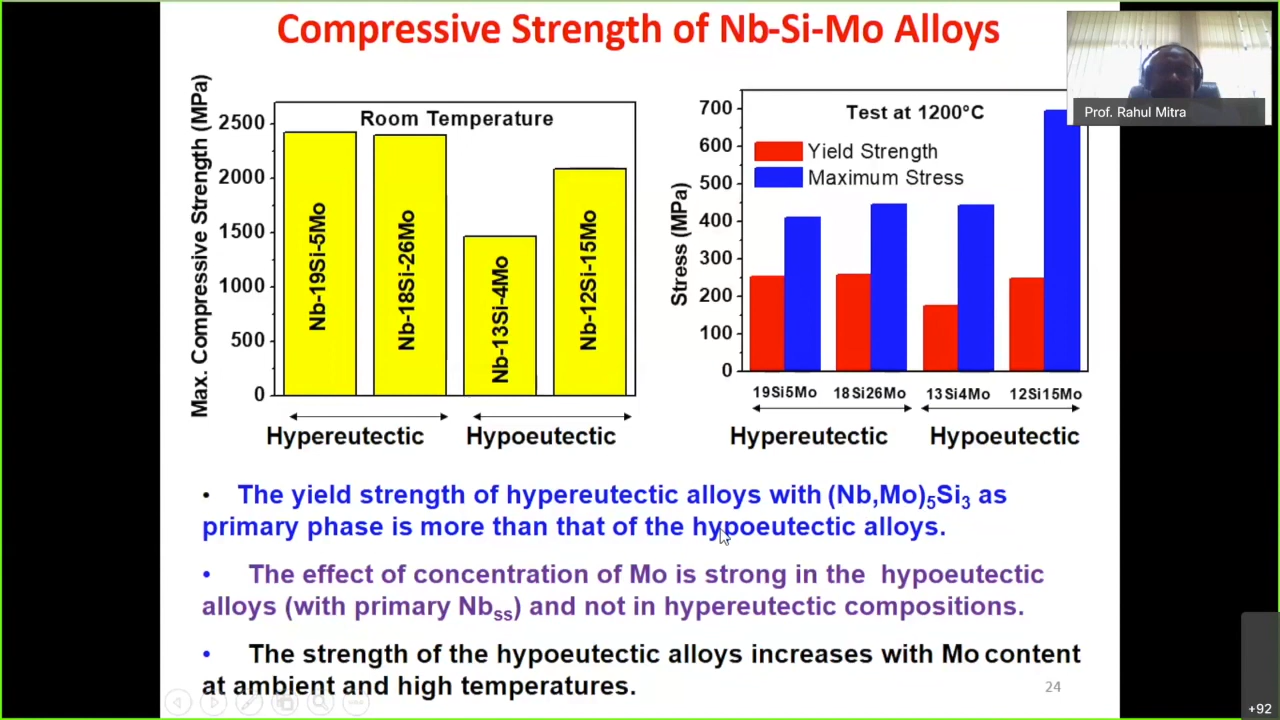 Compressive Strength of Nb-Si-Mo Alloys
Prof. Rahul Mitra
Max. Compressive Strength (MPa)
2500
2000
1500
1000
500
0
Room Temperature
Nb-19Si-5Mo
Nb-18Si-26Mo
Nb-13Si-4Mo
Nb-12Si-15Mo
Hypereutectic
Hypoeutectic
Stress (MPa)
700
600
500
400
300
200
100
0
Test at 1200°C
Yield Strength
Maximum Stress
19Si5Mo
18Si26Mo
13Si4Mo
12Si15Mo
Hypereutectic
Hypoeutectic
• The yield strength of hypereutectic alloys with (Nb,Mo)₅Si₃ as
primary phase is more than that of the hypoeutectic alloys.
• The effect of concentration of Mo is strong in the hypoeutectic
alloys (with primary Nbₛₛ) and not in hypereutectic compositions.
• The strength of the hypoeutectic alloys increases with Mo content
at ambient and high temperatures.
24
+92